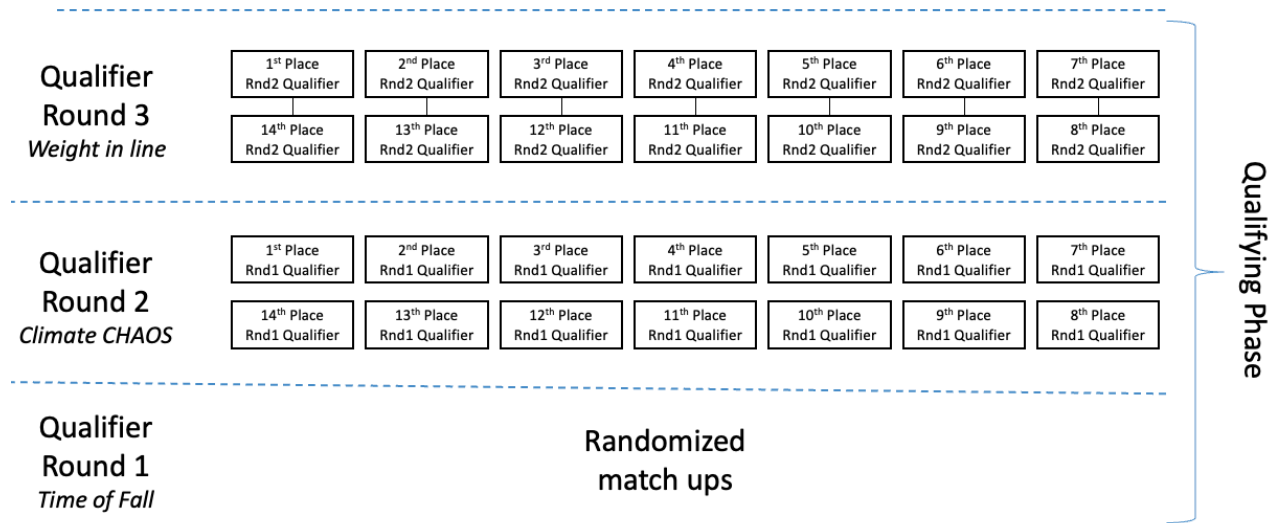 Qualifier
Round 3
Weight in line
1st Place
Rnd2 Qualifier
2nd Place
Rnd2 Qualifier
3rd Place
Rnd2 Qualifier
4th Place
Rnd2 Qualifier
5th Place
Rnd2 Qualifier
6th Place
Rnd2 Qualifier
7th Place
Rnd2 Qualifier
14th Place
Rnd2 Qualifier
13th Place
Rnd2 Qualifier
12th Place
Rnd2 Qualifier
11th Place
Rnd2 Qualifier
10th Place
Rnd2 Qualifier
9th Place
Rnd2 Qualifier
8th Place
Rnd2 Qualifier
Qualifier
Round 2
Climate CHAOS
1st Place
Rnd1 Qualifier
2nd Place
Rnd1 Qualifier
3rd Place
Rnd1 Qualifier
4th Place
Rnd1 Qualifier
5th Place
Rnd1 Qualifier
6th Place
Rnd1 Qualifier
7th Place
Rnd1 Qualifier
14th Place
Rnd1 Qualifier
13th Place
Rnd1 Qualifier
12th Place
Rnd1 Qualifier
11th Place
Rnd1 Qualifier
10th Place
Rnd1 Qualifier
9th Place
Rnd1 Qualifier
8th Place
Rnd1 Qualifier
Qualifier
Round 1
Time of Fall
Randomized
match ups
Qualifying Phase